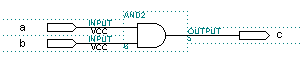 AND2
a INPUT VCC
OUTPUT c
b INPUT VCC